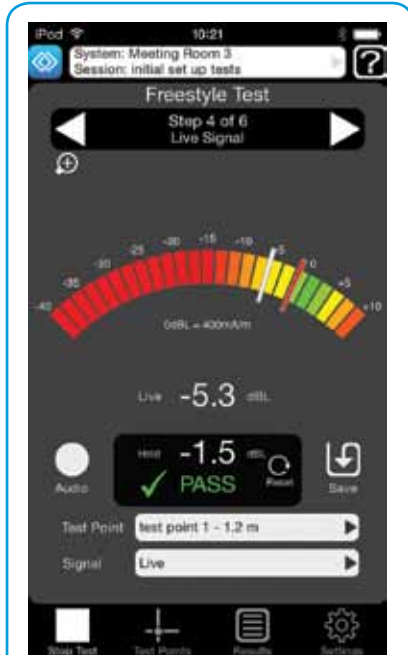 iPod 10:21
System: Meeting Room 3
Session: initial set up tests
?
Freestyle Test
Step 4 of 6
Live Signal
-40 -35 -30 -25 -20 -15 -10 -5 0 +5 +10
0dBL = 400mA/m
Live -5.3 dBL
Hold -1.5 dBL
PASS
Reset
Audio
Save
Test Point test point 1 - 1.2 m
Signal Live
Stop Test Test Points Results Settings